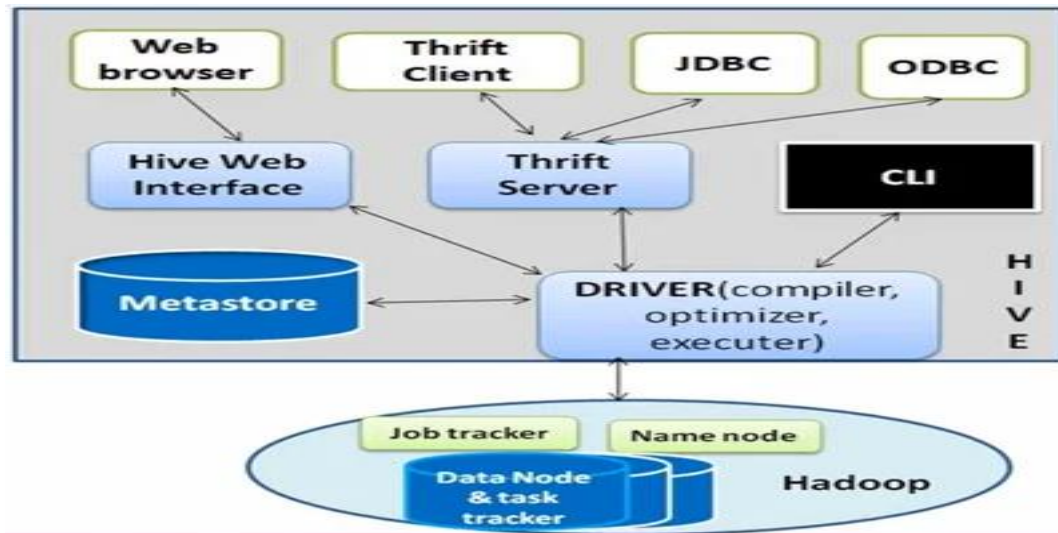 Web
browser
Thrift
Client
JDBC
ODBC
Hive Web
Interface
Thrift
Server
CLI
Metastore
DRIVER(compiler,
optimizer,
executer)
H
I
V
E
Job tracker
Name node
Data Node
& task
tracker
Hadoop